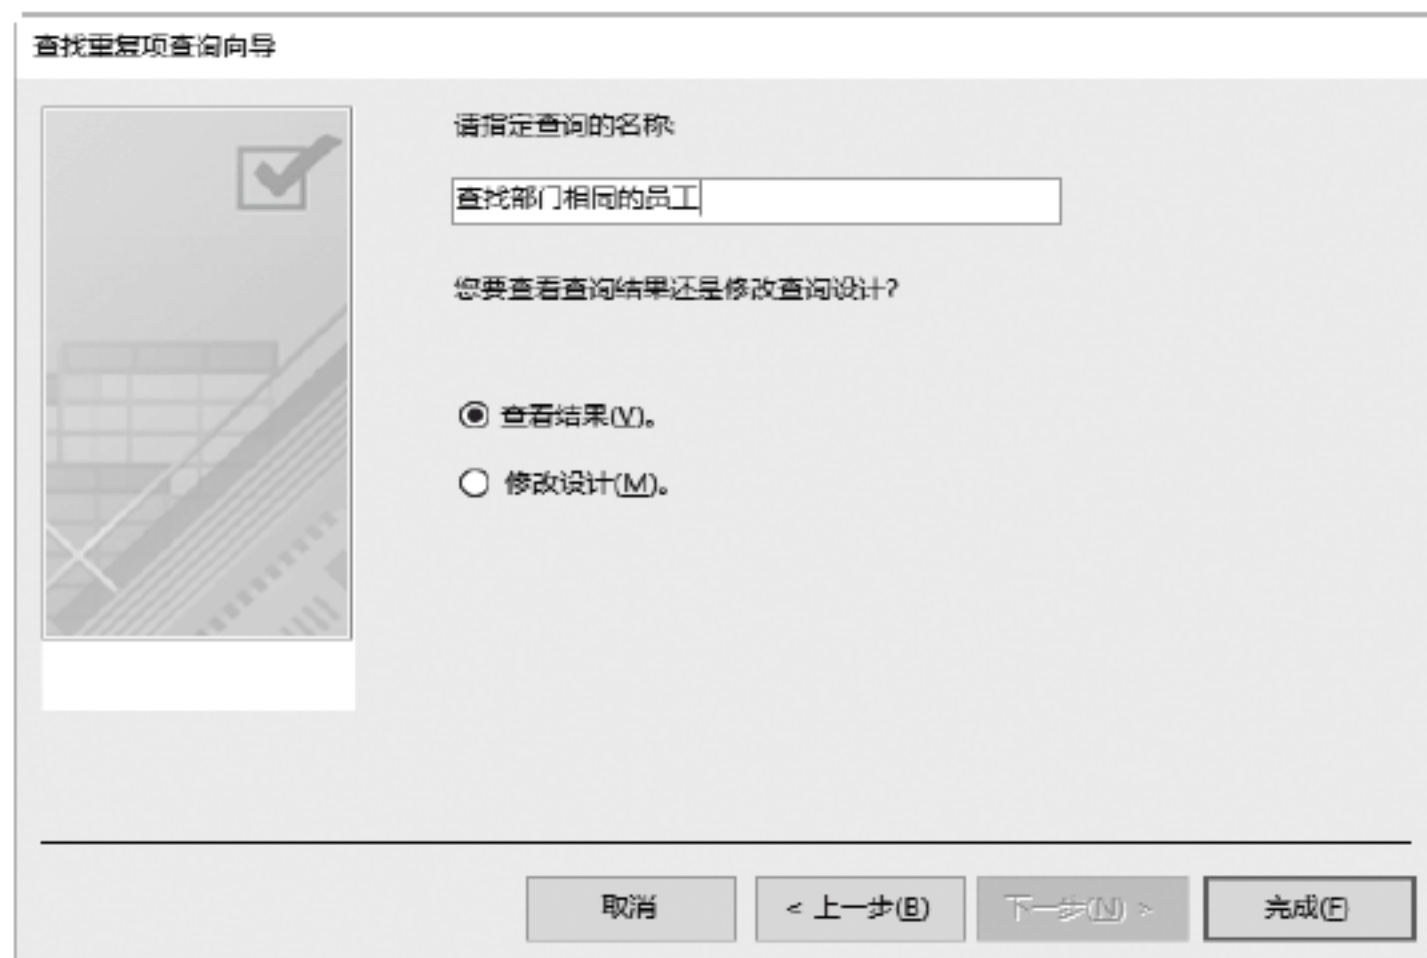 查找重复项查询向导
请指定查询的名称:
查找部门相同的员工
您要查看查询结果还是修改查询设计?
查看结果(V)。
修改设计(M)。
取消
< 上一步(B)
下一步(N) >
完成(F)